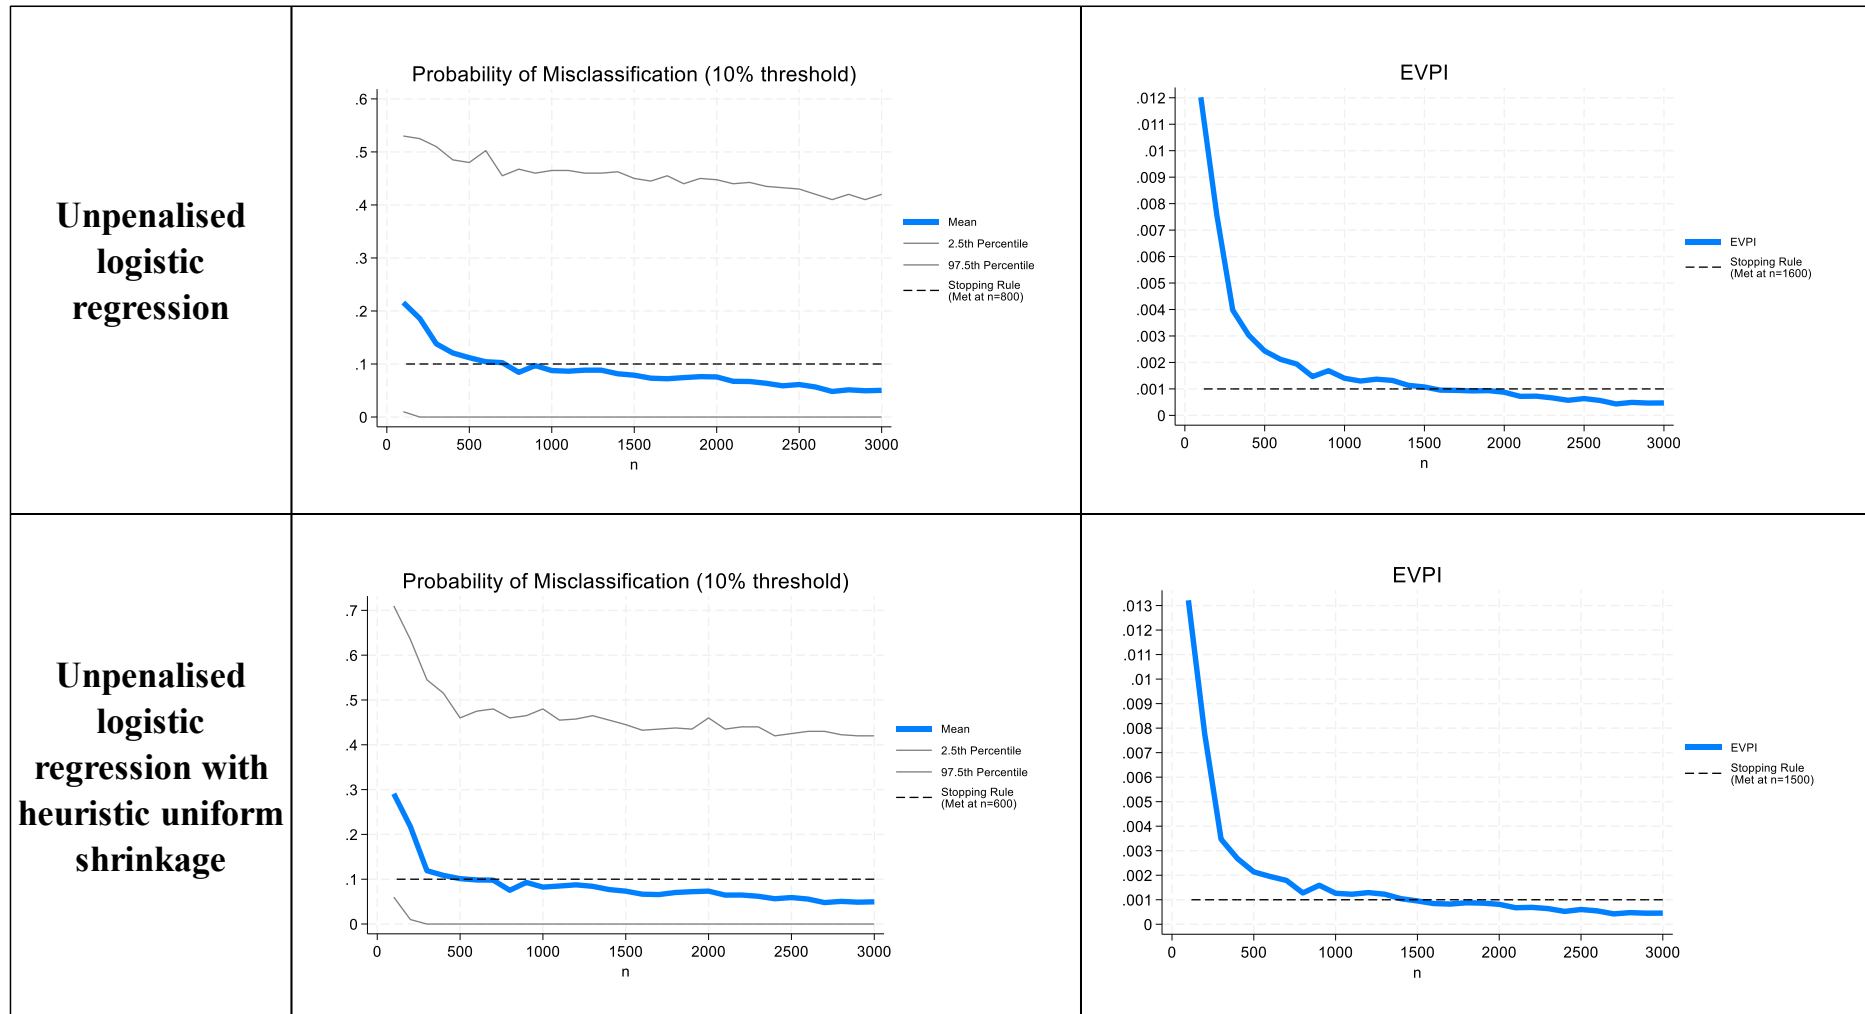 Unpenalised
logistic
regression
Probability of Misclassification (10% threshold)
.6
.5
.4
.3
.2
.1
0
0 500 1000 1500 2000 2500 3000
n
Mean
2.5th Percentile
97.5th Percentile
Stopping Rule
(Met at n=800)
EVPI
.012
.011
.01
.009
.008
.007
.006
.005
.004
.003
.002
.001
0
0 500 1000 1500 2000 2500 3000
n
EVPI
Stopping Rule
(Met at n=1600)
Unpenalised
logistic
regression with
heuristic uniform
shrinkage
Probability of Misclassification (10% threshold)
.7
.6
.5
.4
.3
.2
.1
0
0 500 1000 1500 2000 2500 3000
n
Mean
2.5th Percentile
97.5th Percentile
Stopping Rule
(Met at n=600)
EVPI
.013
.012
.011
.01
.009
.008
.007
.006
.005
.004
.003
.002
.001
0
0 500 1000 1500 2000 2500 3000
n
EVPI
Stopping Rule
(Met at n=1500)